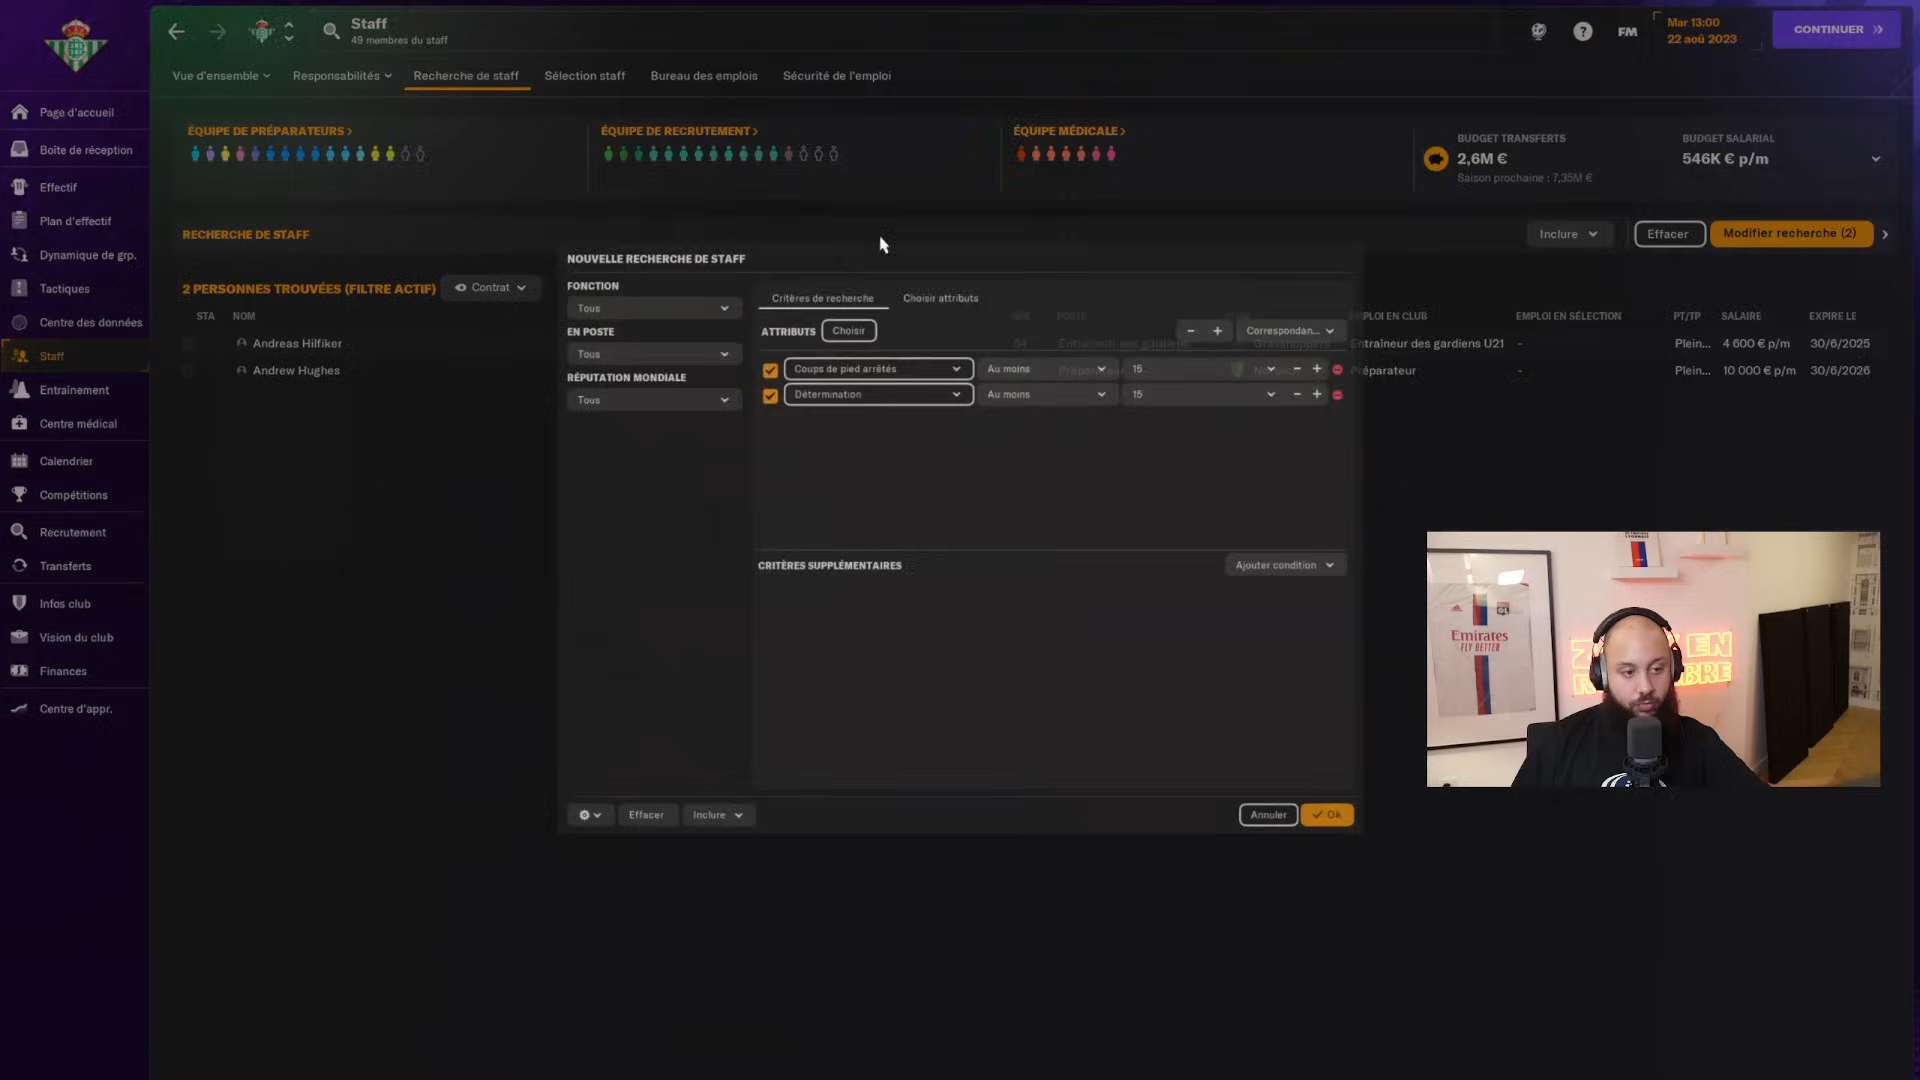 Staff
49 membres du staff
FM
Mar 13:00
22 aoû 2023
CONTINUER
Vue d'ensemble
Responsabilités
Recherche de staff
Sélection staff
Bureau des emplois
Sécurité de l'emploi
Page d'accueil
Boîte de réception
Effectif
Plan d'effectif
Dynamique de grp.
Tactiques
Centre des données
Staff
Entraînement
Centre médical
Calendrier
Compétitions
Recrutement
Transferts
Infos club
Vision du club
Finances
Centre d'appr.
ÉQUIPE DE PRÉPARATEURS >
ÉQUIPE DE RECRUTEMENT >
ÉQUIPE MÉDICALE >
BUDGET TRANSFERTS
2,6M €
Saison prochaine : 7,35M €
BUDGET SALARIAL
546K € p/m
RECHERCHE DE STAFF
Inclure
Effacer
Modifier recherche (2)
2 PERSONNES TROUVÉES (FILTRE ACTIF)
Contrat
STA NOM
EMPLOI EN SÉLECTION PT/TP SALAIRE EXPIRE LE
Andreas Hilfiker
Entraîneur des gardiens U21 - Plein... 4 600 € p/m 30/6/2025
Andrew Hughes
Préparateur - Plein... 10 000 € p/m 30/6/2026
NOUVELLE RECHERCHE DE STAFF
FONCTION
Tous
EN POSTE
Tous
RÉPUTATION MONDIALE
Tous
Critères de recherche
Choisir attributs
ATTRIBUTS
Choisir
- +
Correspondan...
Coups de pied arrêtés Au moins 15 - +
Détermination Au moins 15 - +
CRITÈRES SUPPLÉMENTAIRES
Ajouter condition
Effacer
Inclure
Annuler
Ok
Emirates
FLY BETTER
OL
EN
BRE